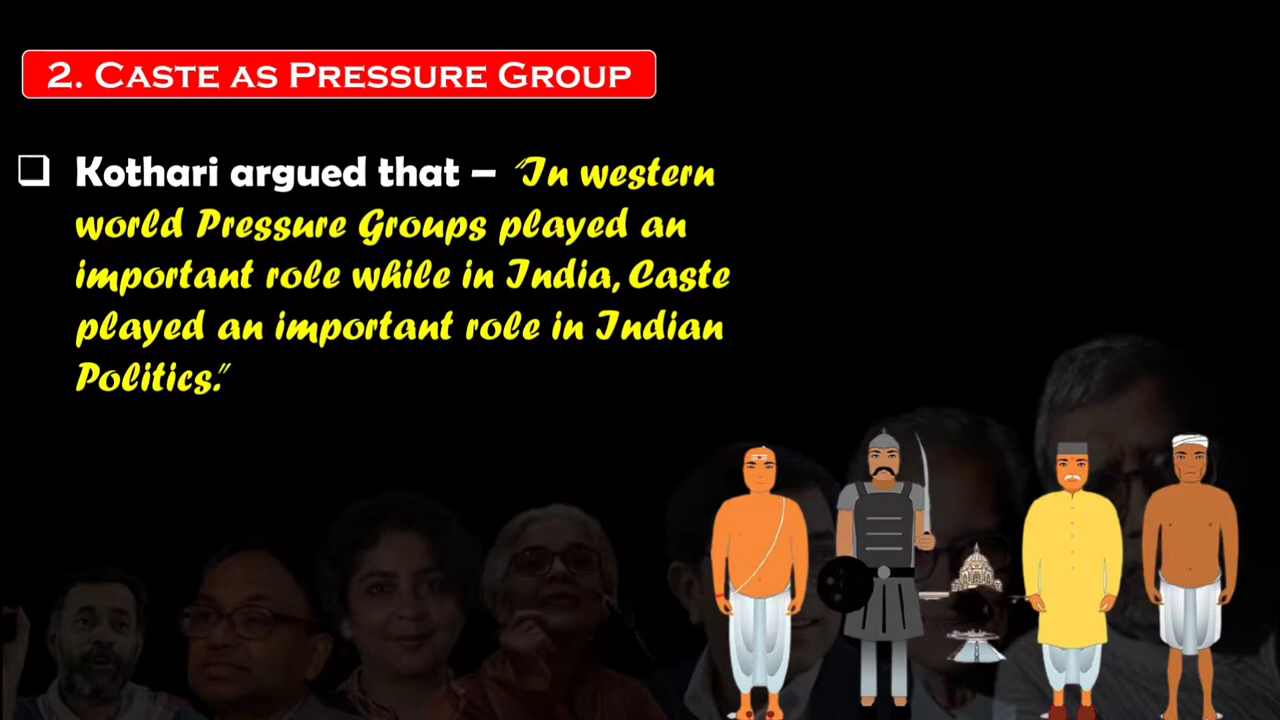 2. CASTE AS PRESSURE GROUP
Kothari argued that – "In western
world Pressure Groups played an
important role while in India, Caste
played an important role in Indian
Politics."